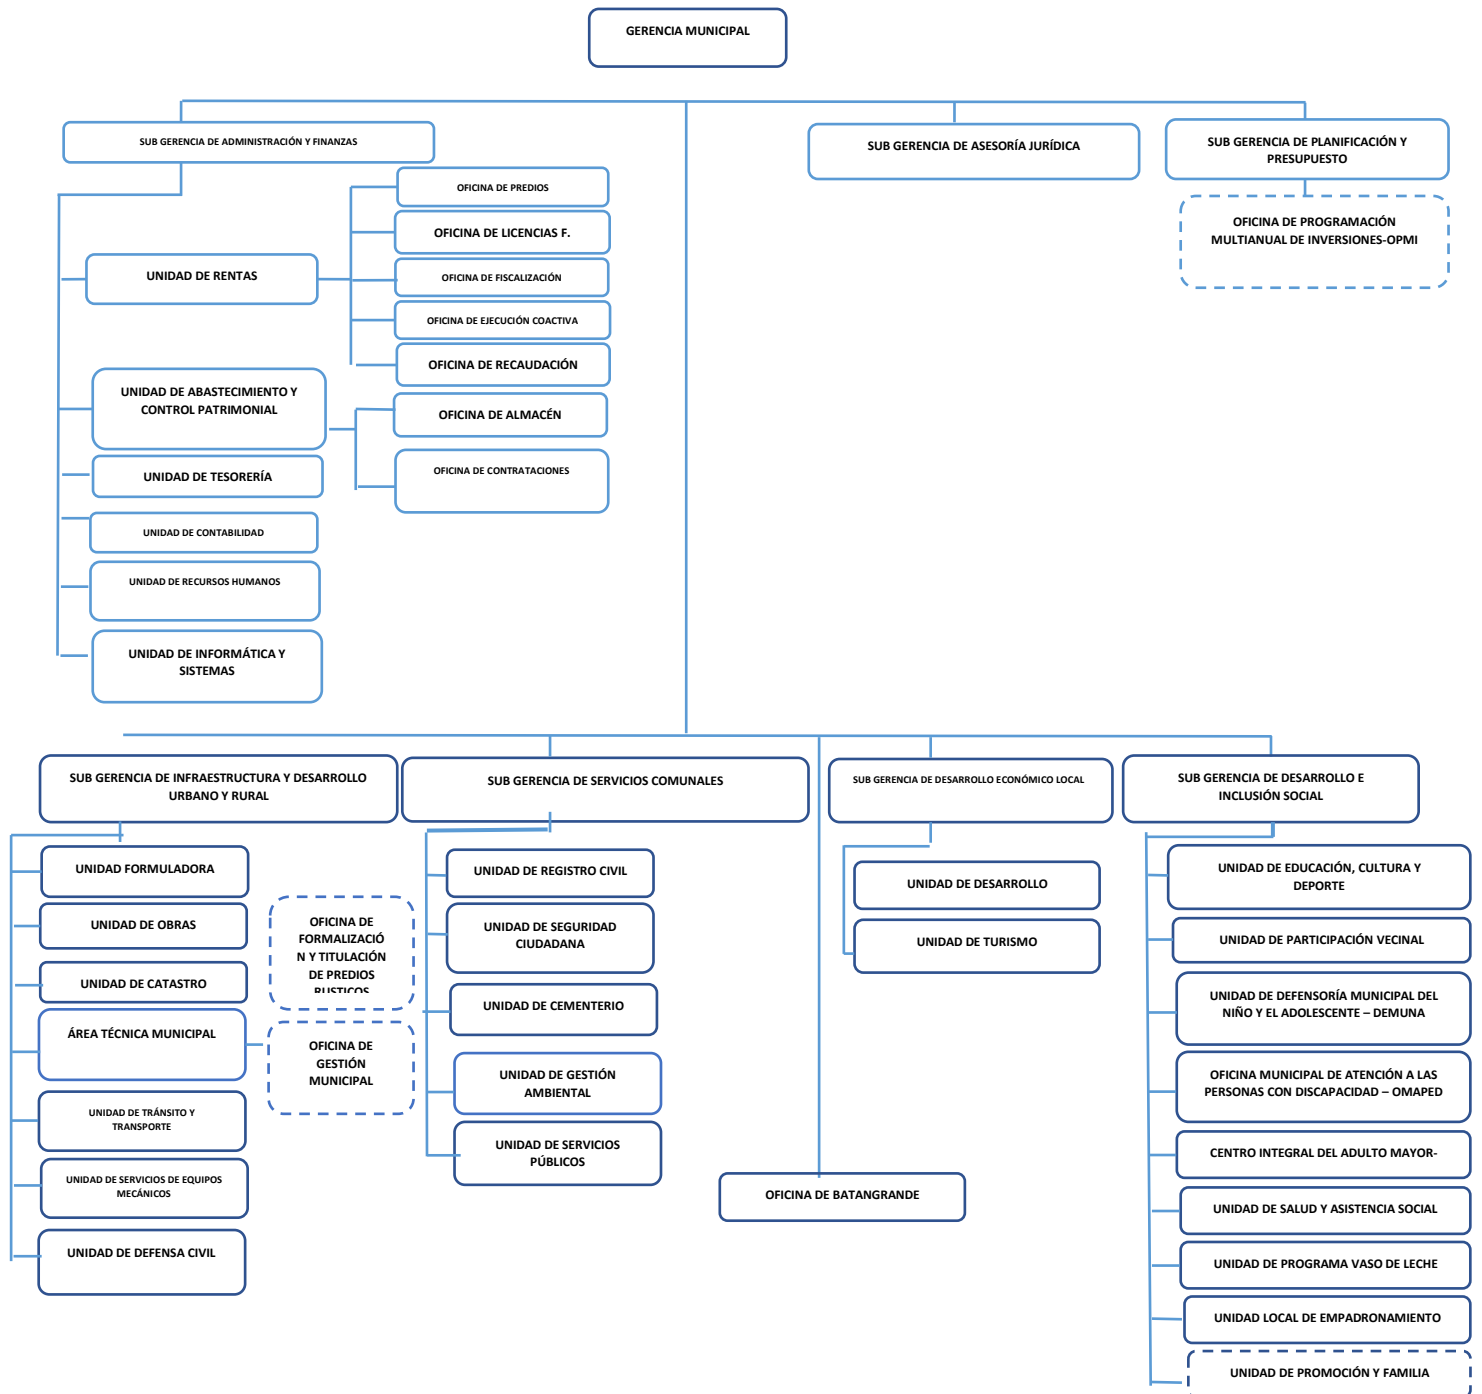 GERENCIA MUNICIPAL
SUB GERENCIA DE ADMINISTRACIÓN Y FINANZAS
SUB GERENCIA DE ASESORÍA JURÍDICA
SUB GERENCIA DE PLANIFICACIÓN Y
PRESUPUESTO
OFICINA DE PROGRAMACIÓN
MULTIANUAL DE INVERSIONES-OPMI
UNIDAD DE RENTAS
OFICINA DE PREDIOS
OFICINA DE LICENCIAS F.
OFICINA DE FISCALIZACIÓN
OFICINA DE EJECUCIÓN COACTIVA
OFICINA DE RECAUDACIÓN
UNIDAD DE ABASTECIMIENTO Y
CONTROL PATRIMONIAL
OFICINA DE ALMACÉN
OFICINA DE CONTRATACIONES
UNIDAD DE TESORERÍA
UNIDAD DE CONTABILIDAD
UNIDAD DE RECURSOS HUMANOS
UNIDAD DE INFORMÁTICA Y
SISTEMAS
SUB GERENCIA DE INFRAESTRUCTURA Y DESARROLLO
URBANO Y RURAL
UNIDAD FORMULADORA
UNIDAD DE OBRAS
UNIDAD DE CATASTRO
ÁREA TÉCNICA MUNICIPAL
UNIDAD DE TRÁNSITO Y
TRANSPORTE
UNIDAD DE SERVICIOS DE EQUIPOS
MECÁNICOS
UNIDAD DE DEFENSA CIVIL
OFICINA DE
FORMALIZACIÓ
N Y TITULACIÓN
DE PREDIOS
RUSTICOS
OFICINA DE
GESTIÓN
MUNICIPAL
SUB GERENCIA DE SERVICIOS COMUNALES
UNIDAD DE REGISTRO CIVIL
UNIDAD DE SEGURIDAD
CIUDADANA
UNIDAD DE CEMENTERIO
UNIDAD DE GESTIÓN
AMBIENTAL
UNIDAD DE SERVICIOS
PÚBLICOS
OFICINA DE BATANGRANDE
SUB GERENCIA DE DESARROLLO ECONÓMICO LOCAL
UNIDAD DE DESARROLLO
UNIDAD DE TURISMO
SUB GERENCIA DE DESARROLLO E
INCLUSIÓN SOCIAL
UNIDAD DE EDUCACIÓN, CULTURA Y
DEPORTE
UNIDAD DE PARTICIPACIÓN VECINAL
UNIDAD DE DEFENSORÍA MUNICIPAL DEL
NIÑO Y EL ADOLESCENTE – DEMUNA
OFICINA MUNICIPAL DE ATENCIÓN A LAS
PERSONAS CON DISCAPACIDAD – OMAPED
CENTRO INTEGRAL DEL ADULTO MAYOR-
UNIDAD DE SALUD Y ASISTENCIA SOCIAL
UNIDAD DE PROGRAMA VASO DE LECHE
UNIDAD LOCAL DE EMPADRONAMIENTO
UNIDAD DE PROMOCIÓN Y FAMILIA